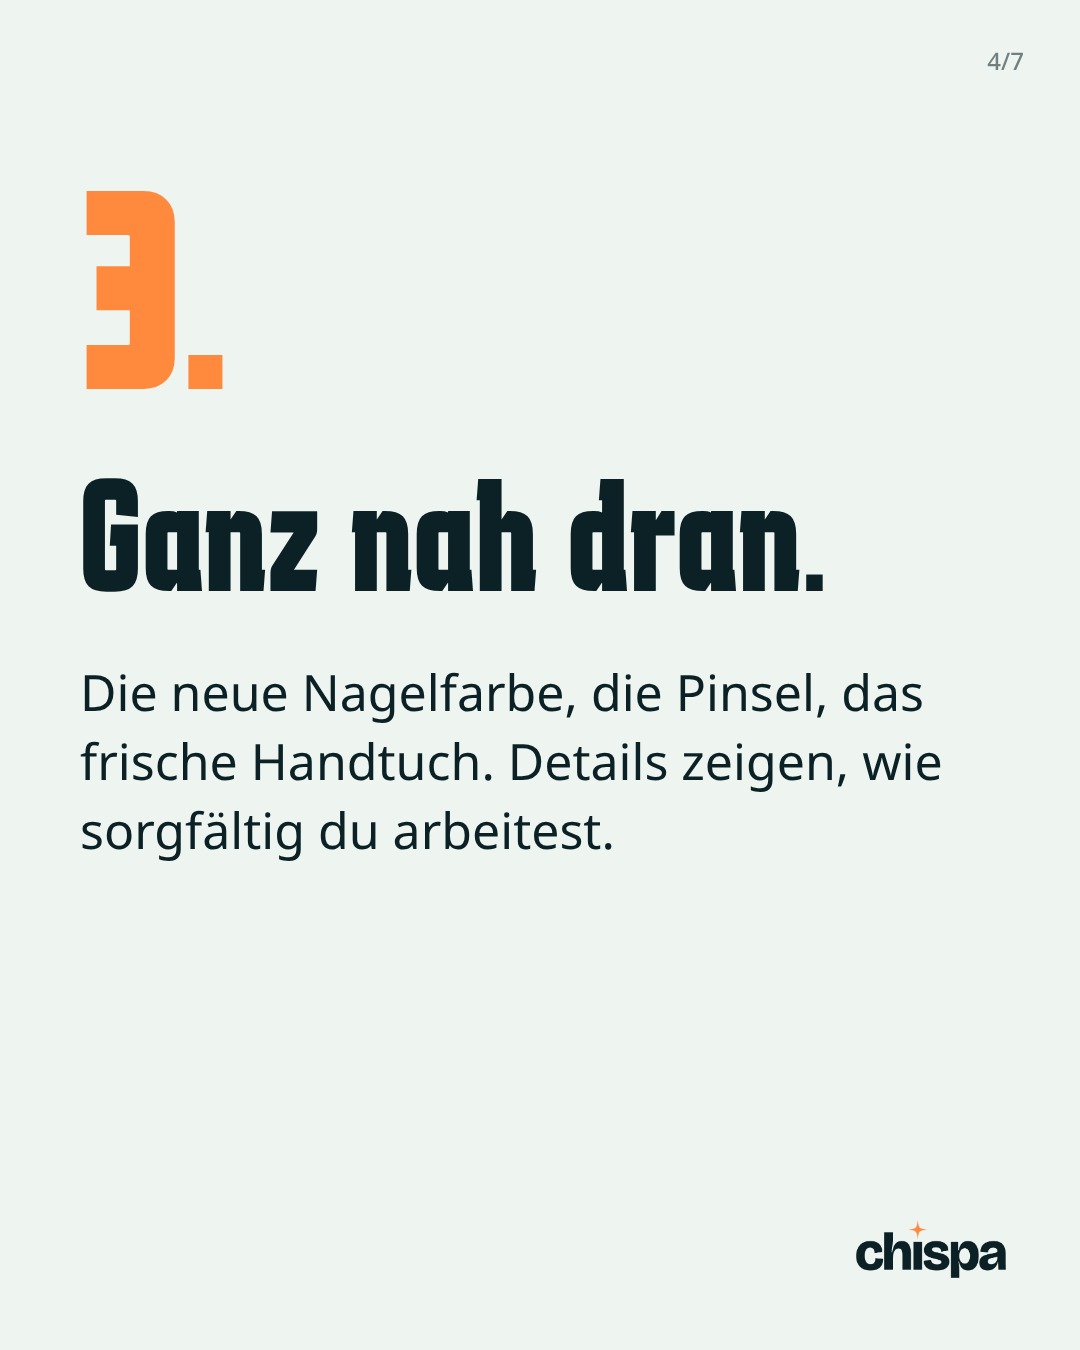 4/7
3.
Ganz nah dran.
Die neue Nagelfarbe, die Pinsel, das
frische Handtuch. Details zeigen, wie
sorgfältig du arbeitest.
chispa